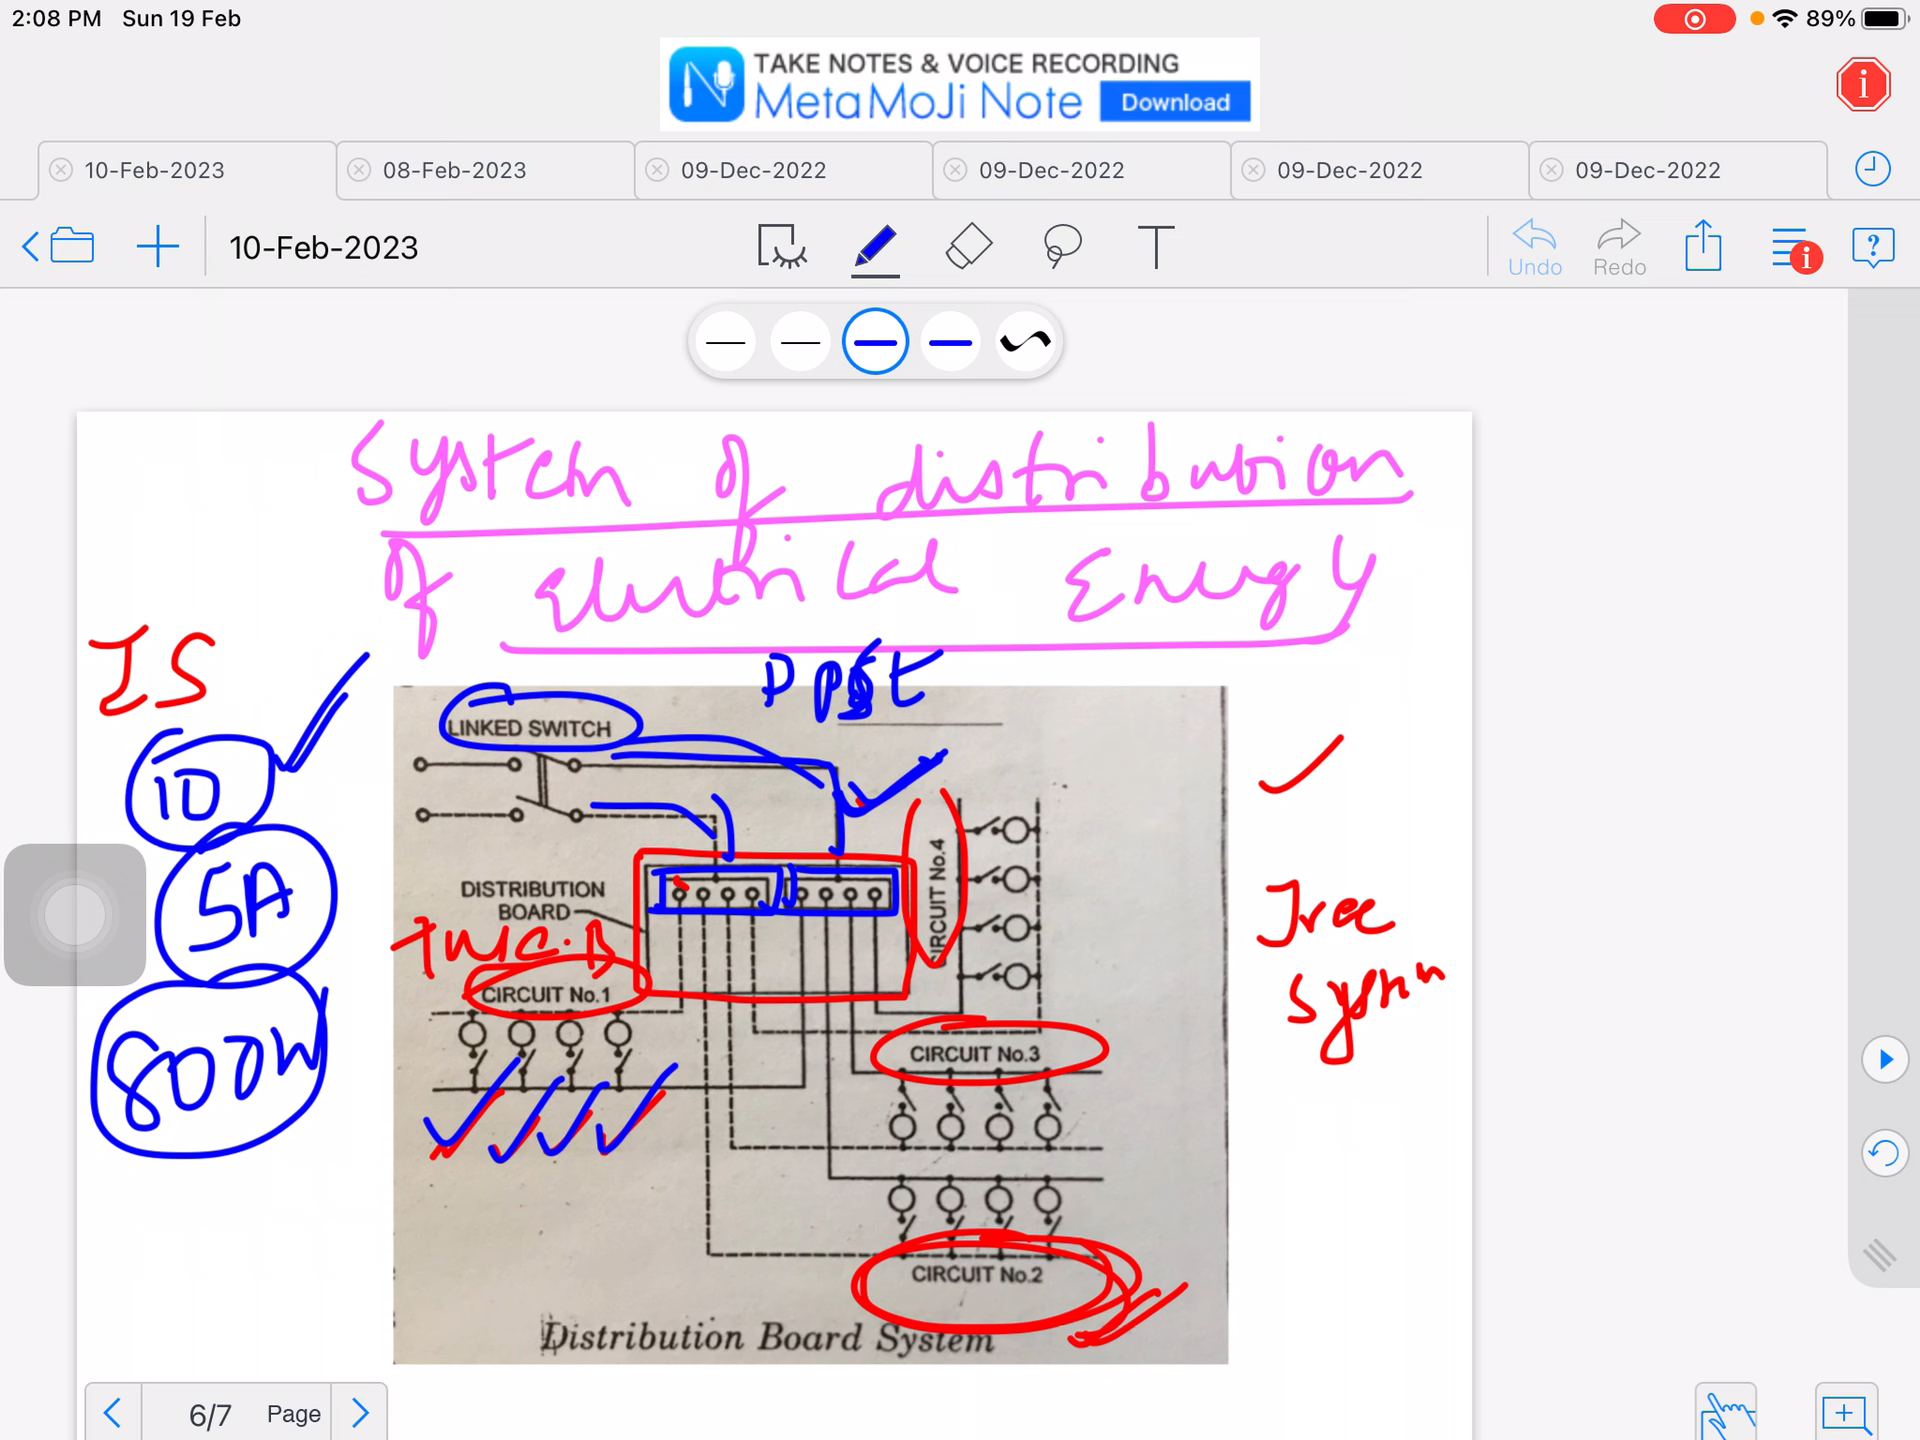 2:08 PM Sun 19 Feb
89%
TAKE NOTES & VOICE RECORDING
MetaMoJi Note Download
10-Feb-2023 08-Feb-2023 09-Dec-2022 09-Dec-2022 09-Dec-2022 09-Dec-2022
10-Feb-2023
T
Undo Redo
System of distribution
of Electrical Energy
IS
10
5A
800W
LINKED SWITCH
DISTRIBUTION
BOARD
CIRCUIT No.1
CIRCUIT No.4
CIRCUIT No.3
CIRCUIT No.2
Distribution Board System
Tree
System
6/7 Page